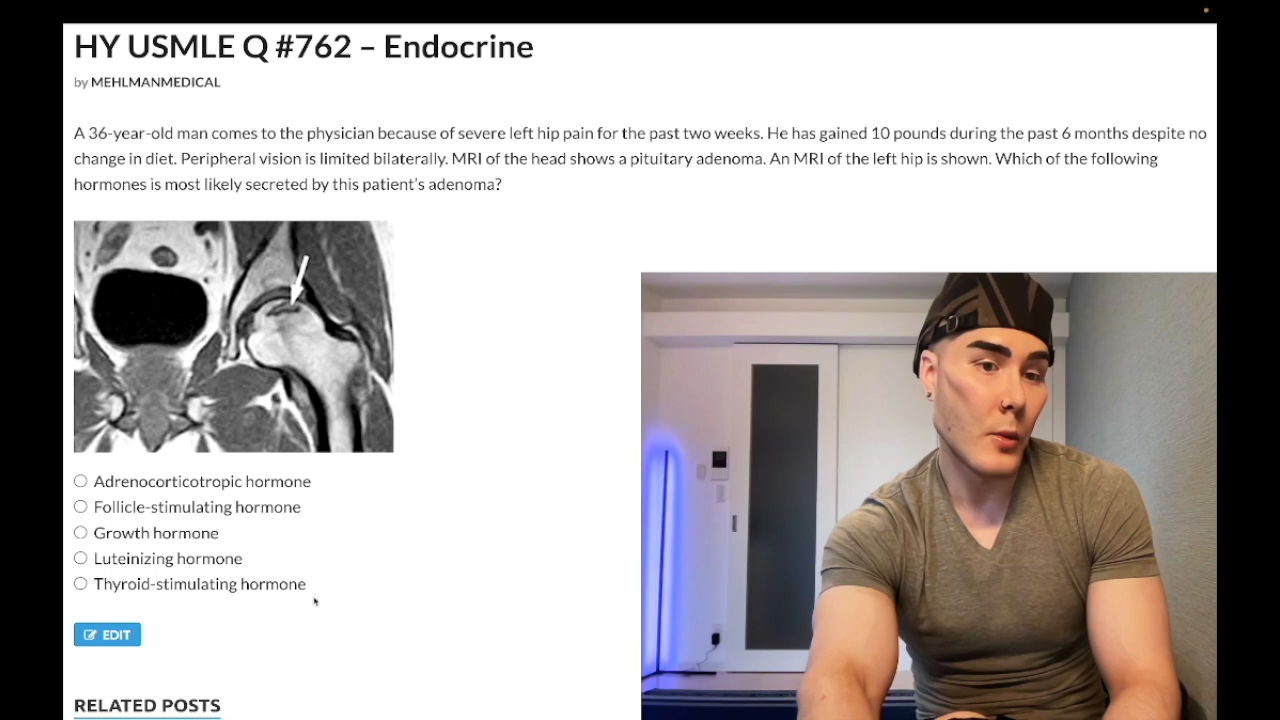 HY USMLE Q #762 – Endocrine
by MEHLMANMEDICAL
A 36-year-old man comes to the physician because of severe left hip pain for the past two weeks. He has gained 10 pounds during the past 6 months despite no
change in diet. Peripheral vision is limited bilaterally. MRI of the head shows a pituitary adenoma. An MRI of the left hip is shown. Which of the following
hormones is most likely secreted by this patient’s adenoma?
Adrenocorticotropic hormone
Follicle-stimulating hormone
Growth hormone
Luteinizing hormone
Thyroid-stimulating hormone
EDIT
RELATED POSTS